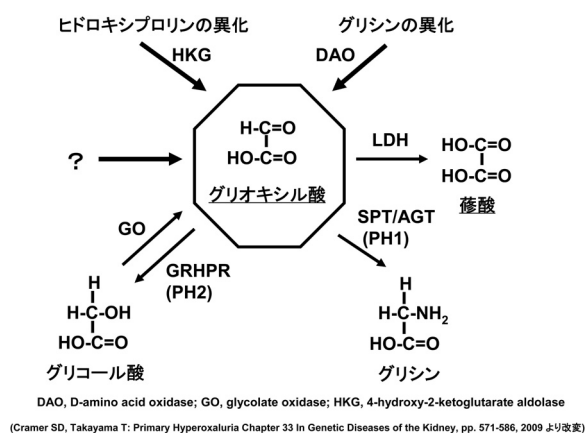 ヒドロキシプロリンの異化
グリシンの異化
HKG
DAO
H-C=O
HO-C=O
グリオキシル酸
?
LDH
HO-C=O
HO-C=O
蓚酸
GO
GRHPR
(PH2)
SPT/AGT
(PH1)
H
H-C-OH
HO-C=O
グリコール酸
H
H-C-NH2
HO-C=O
グリシン
DAO, D-amino acid oxidase; GO, glycolate oxidase; HKG, 4-hydroxy-2-ketoglutarate aldolase
(Cramer SD, Takayama T: Primary Hyperoxaluria Chapter 33 In Genetic Diseases of the Kidney, pp. 571-586, 2009 より改変)